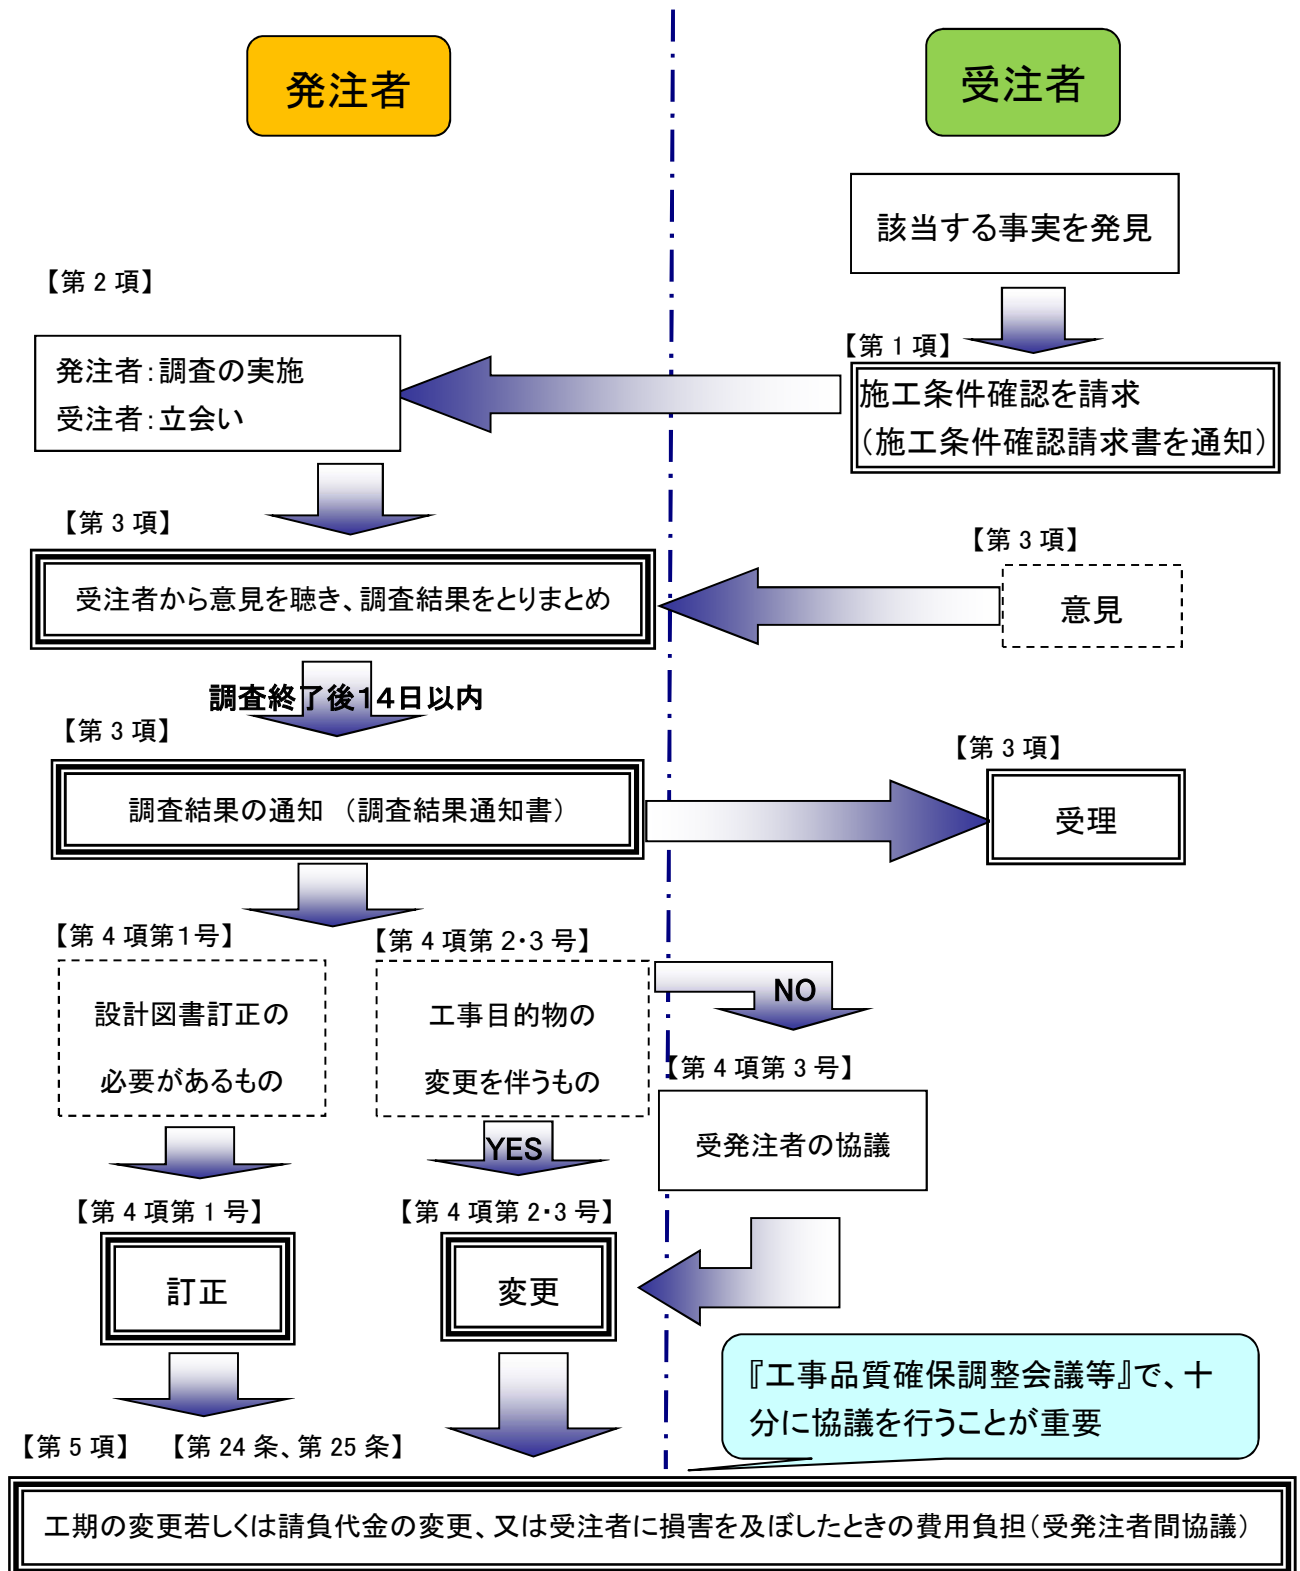 発注者
受注者
該当する事実を発見
【第2項】
【第1項】
発注者：調査の実施
受注者：立会い
施工条件確認を請求
（施工条件確認請求書を通知）
【第3項】
【第3項】
受注者から意見を聴き、調査結果をとりまとめ
意見
調査終了後14日以内
【第3項】
【第3項】
調査結果の通知　（調査結果通知書）
受理
【第4項第1号】
【第4項第2・3号】
設計図書訂正の
必要があるもの
工事目的物の
変更を伴うもの
NO
【第4項第3号】
受発注者の協議
YES
【第4項第1号】
【第4項第2・3号】
訂正
変更
『工事品質確保調整会議等』で、十
分に協議を行うことが重要
【第5項】　【第24条、第25条】
工期の変更若しくは請負代金の変更、又は受注者に損害を及ぼしたときの費用負担（受発注者間協議）